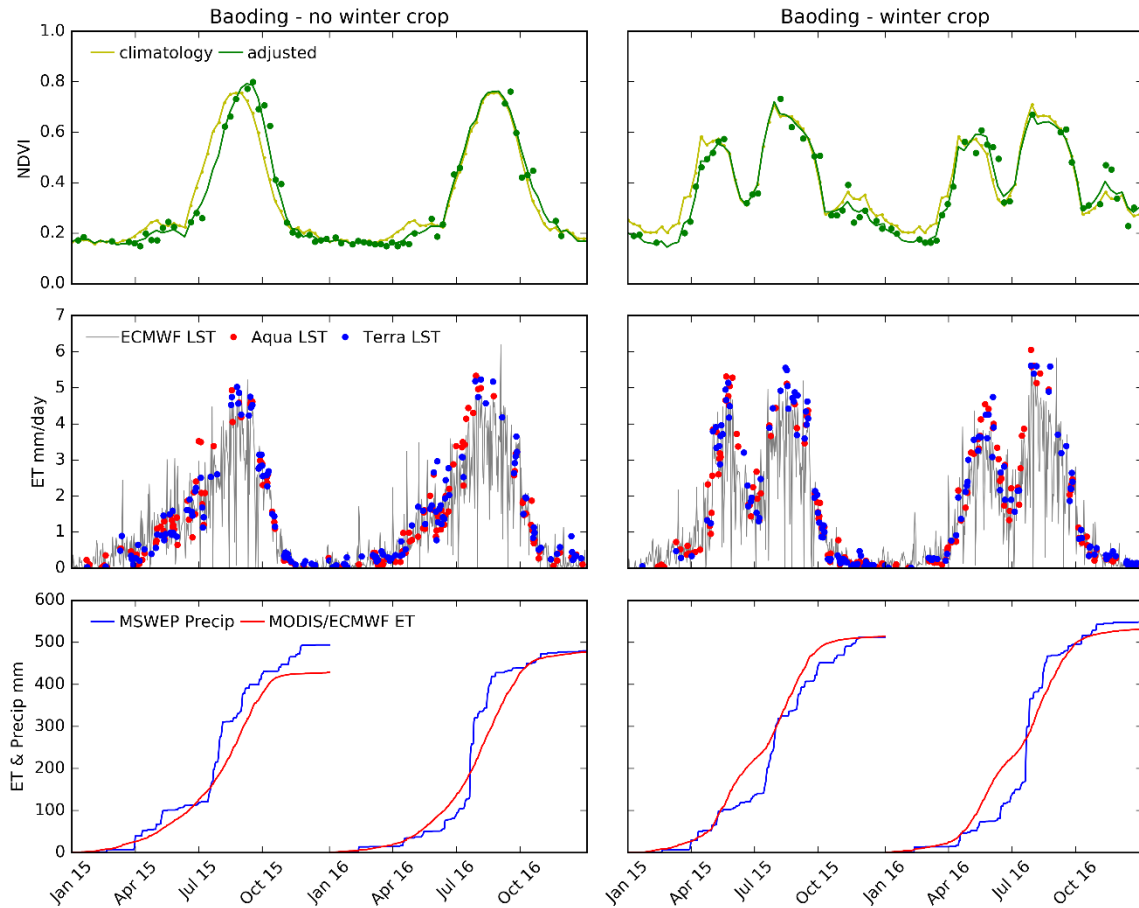 Baoding - no winter crop
Baoding - winter crop
1.0
0.8
0.6
0.4
0.2
0.0
NDVI
climatology adjusted
7
6
5
4
3
2
1
0
ET mm/day
ECMWF LST Aqua LST Terra LST
600
500
400
300
200
100
0
ET & Precip mm
MSWEP Precip MODIS/ECMWF ET
Jan 15 Apr 15 Jul 15 Oct 15 Jan 16 Apr 16 Jul 16 Oct 16
Jan 15 Apr 15 Jul 15 Oct 15 Jan 16 Apr 16 Jul 16 Oct 16